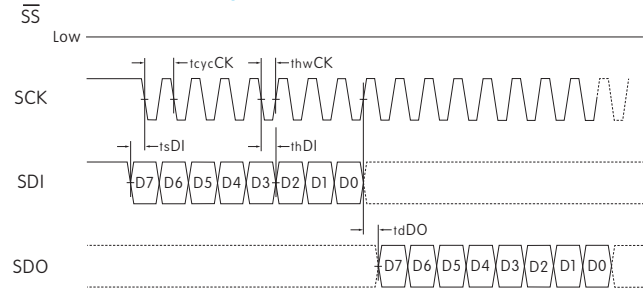 SS
Low
tcycCK
thwCK
SCK
tsDI
thDI
SDI
D7 D6 D5 D4 D3 D2 D1 D0
tdDO
SDO
D7 D6 D5 D4 D3 D2 D1 D0